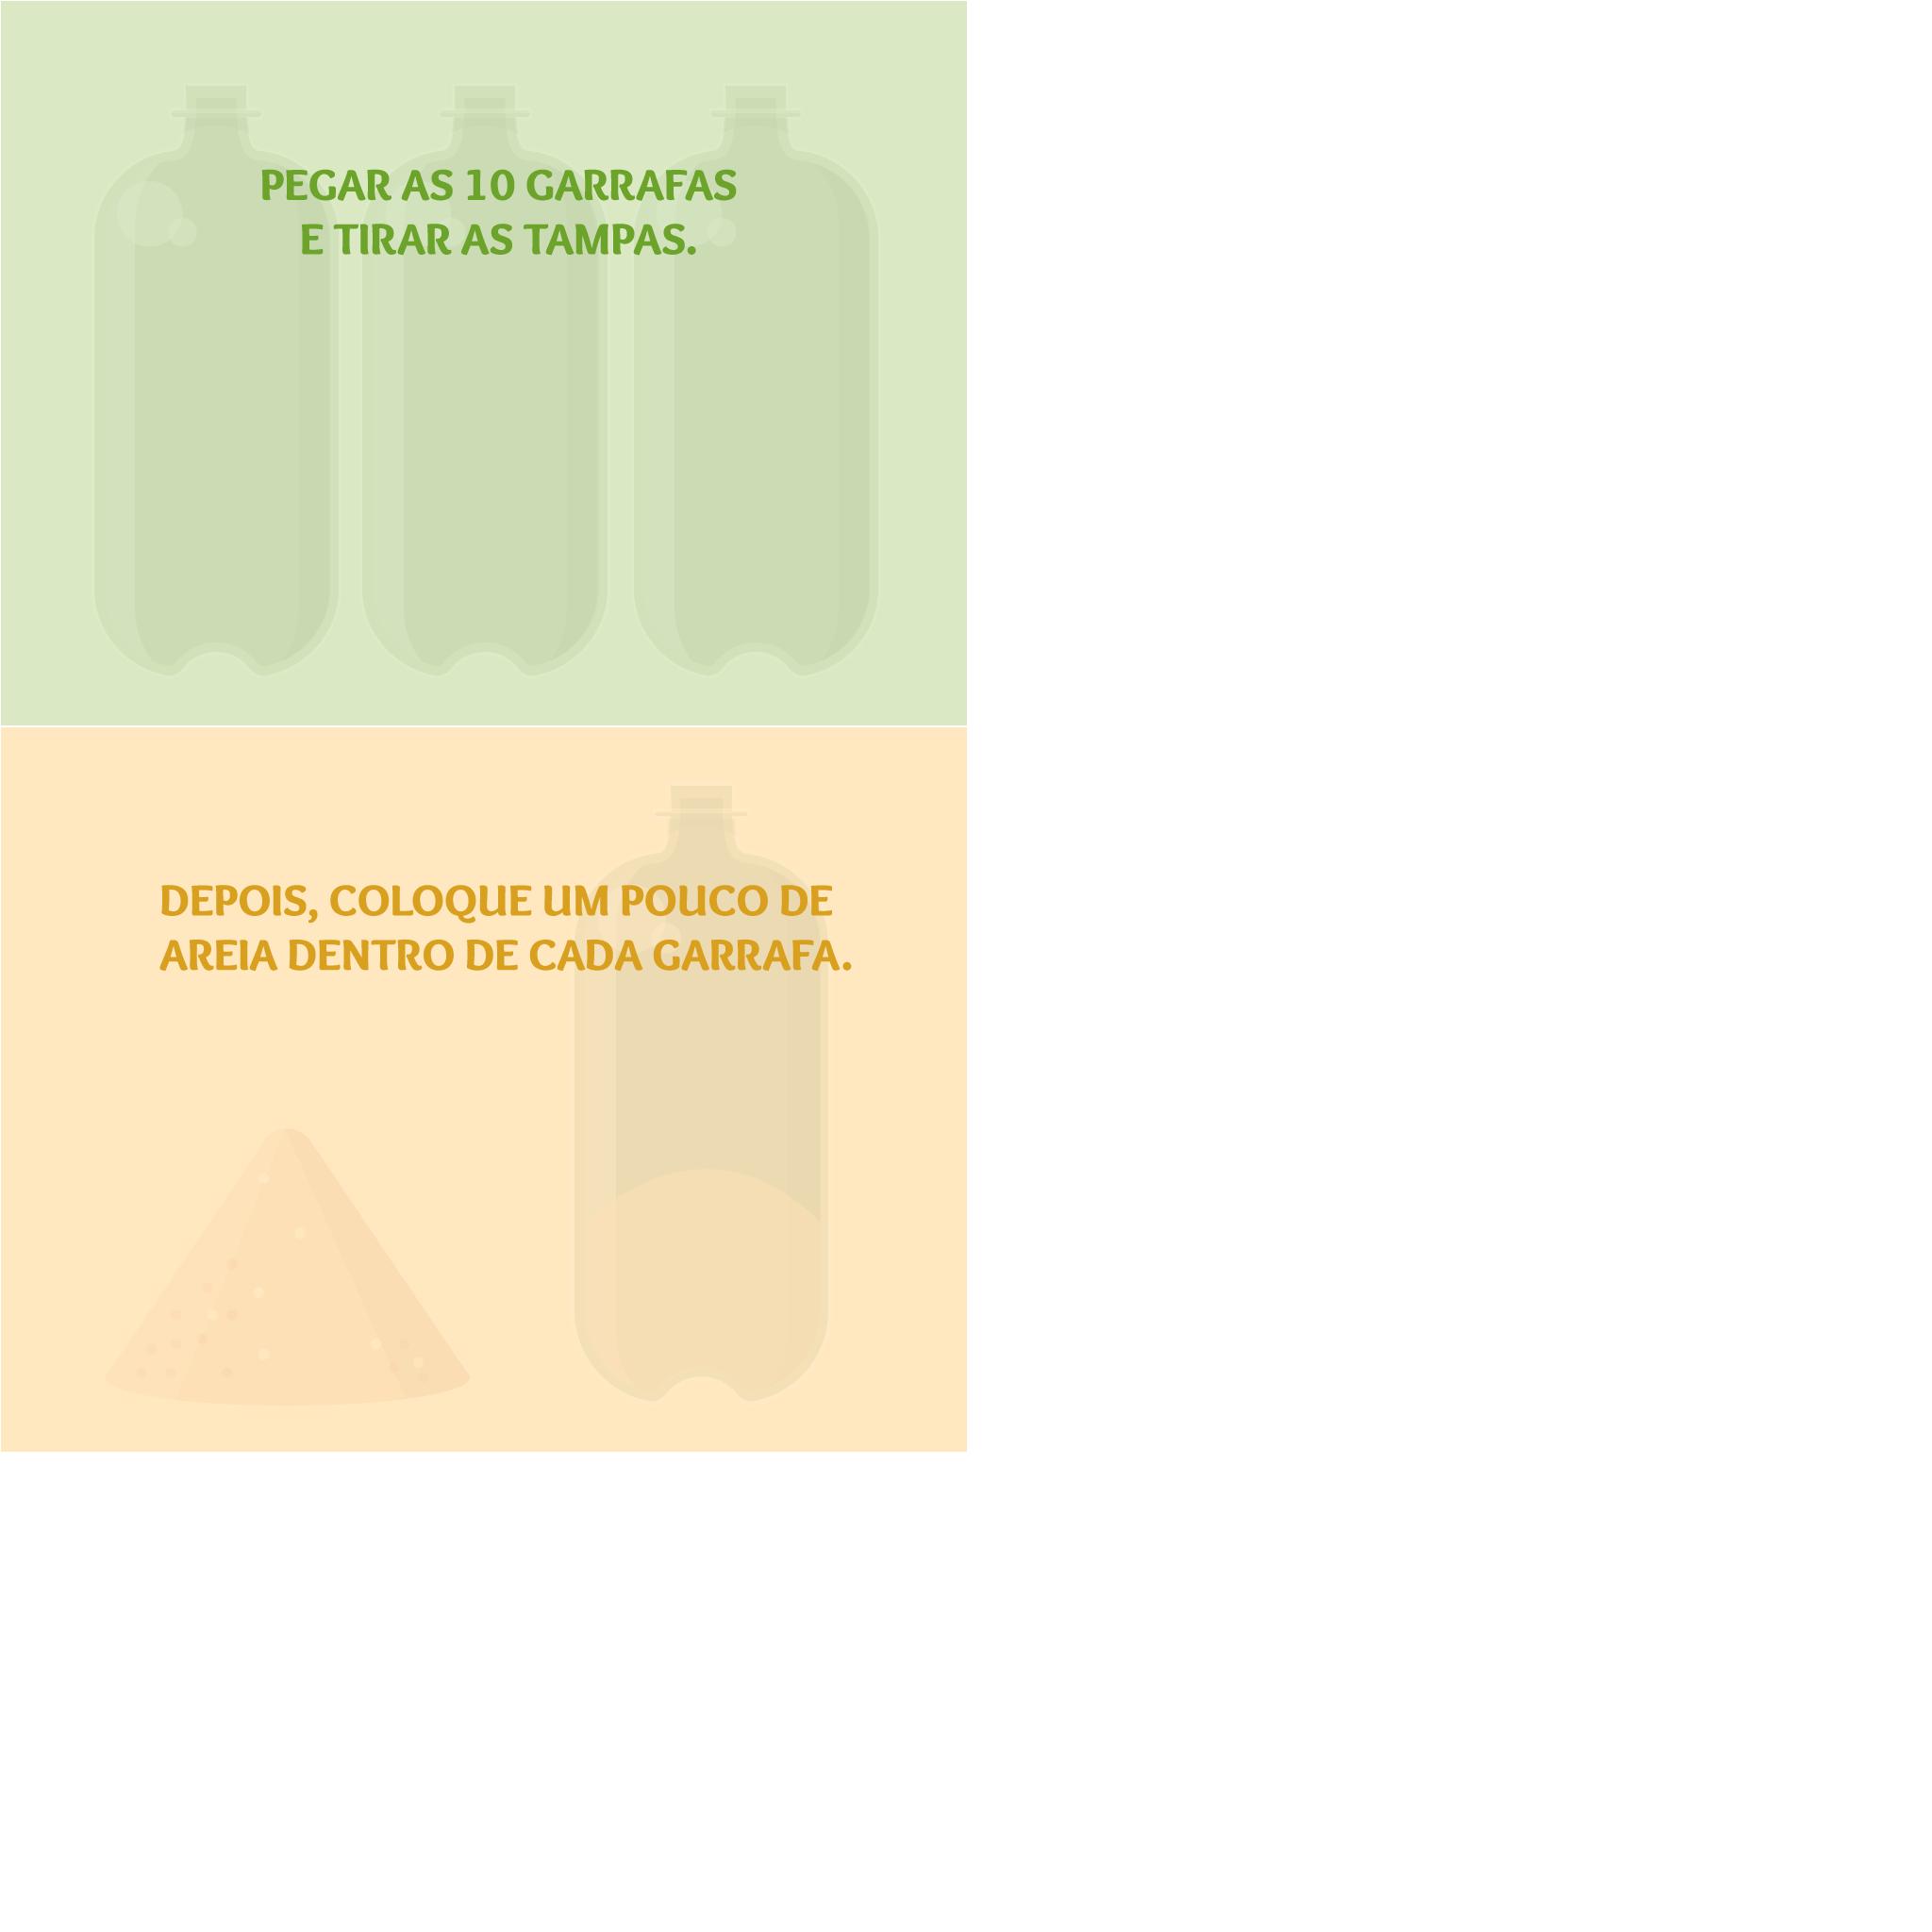 PEGAR AS 10 GARRAFAS
E TIRAR AS TAMPAS.
DEPOIS, COLOQUE UM POUCO DE
AREIA DENTRO DE CADA GARRAFA.